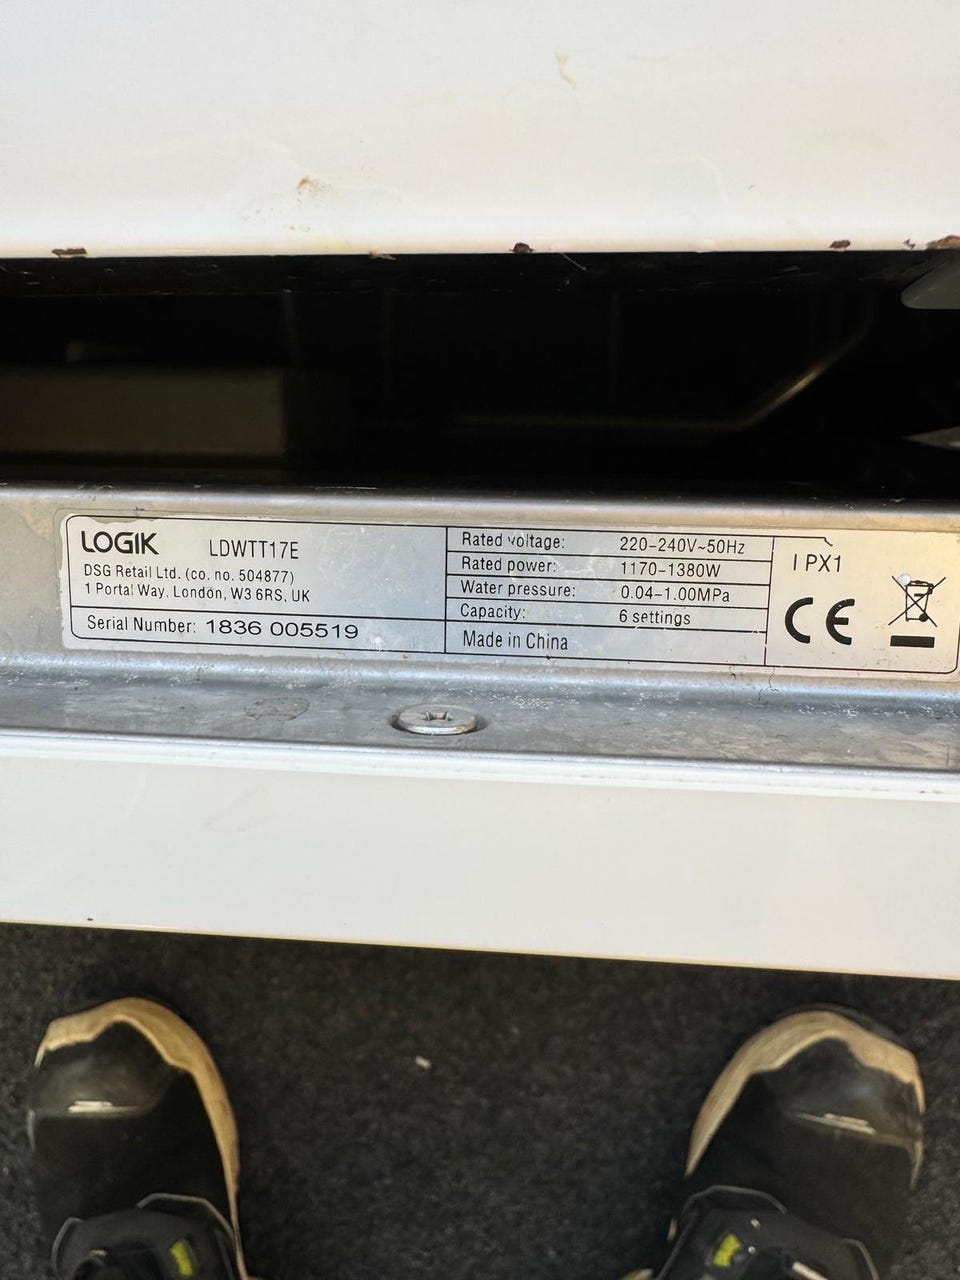 LOGIK LDWTT17E
DSG Retail Ltd. (co. no. 504877)
1 Portal Way, London, W3 6RS, UK
Serial Number: 1836 005519
Rated voltage: 220-240V~50Hz
Rated power: 1170-1380W
Water pressure: 0.04-1.00MPa
Capacity: 6 settings
Made in China
IPX1
CE